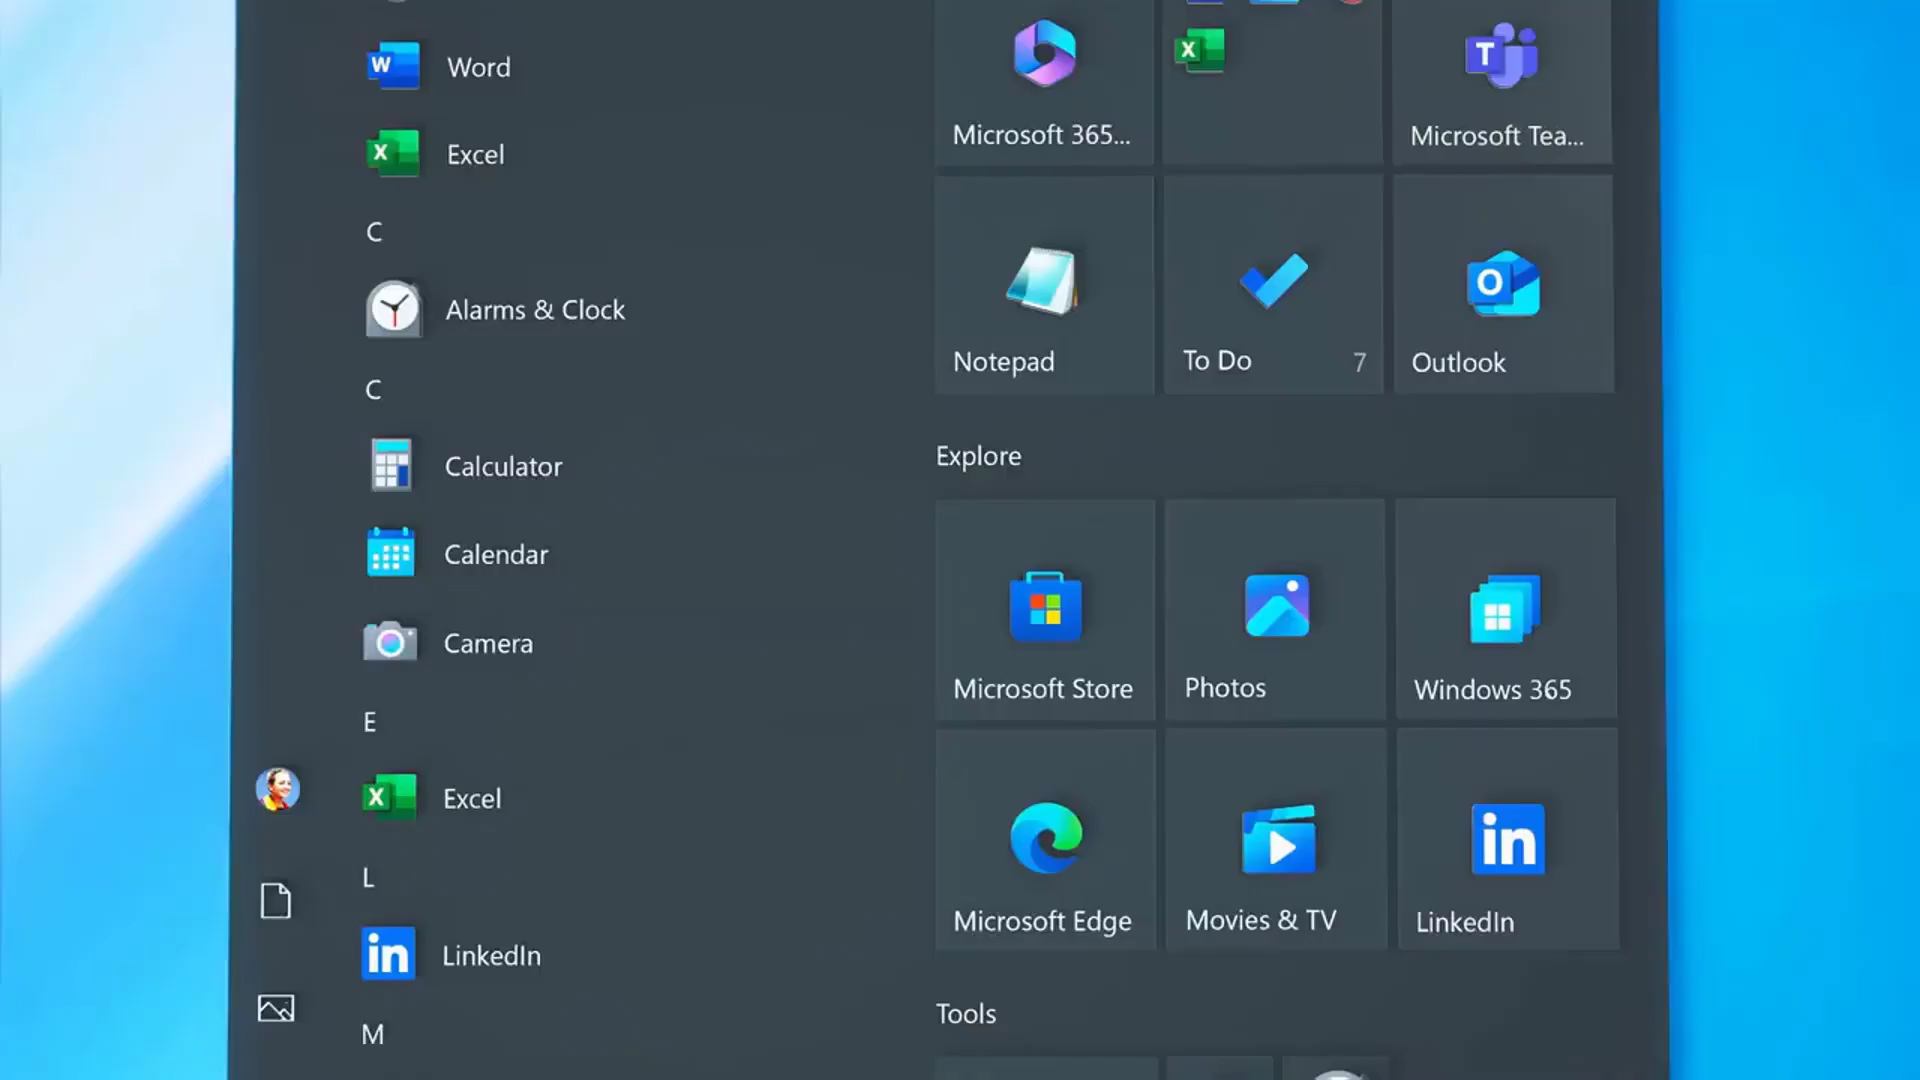 Word
Excel
C
Alarms & Clock
C
Calculator
Calendar
Camera
E
Excel
L
LinkedIn
M
Microsoft 365...
Microsoft Tea...
Notepad
To Do 7
Outlook
Explore
Microsoft Store
Photos
Windows 365
Microsoft Edge
Movies & TV
LinkedIn
Tools